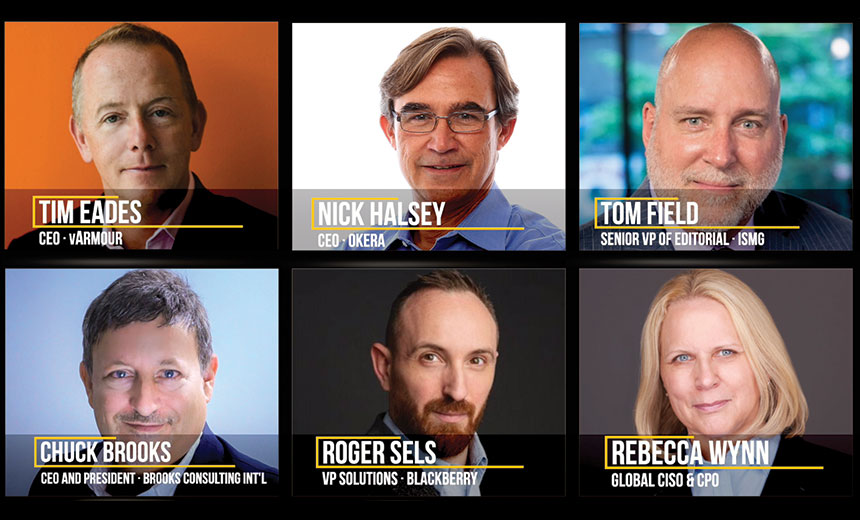 TIM EADES
CEO · vARMOUR
NICK HALSEY
CEO · OKERA
TOM FIELD
SENIOR VP OF EDITORIAL · ISMG
CHUCK BROOKS
CEO AND PRESIDENT · BROOKS CONSULTING INT'L
ROGER SELS
VP SOLUTIONS · BLACKBERRY
REBECCA WYNN
GLOBAL CISO & CPO